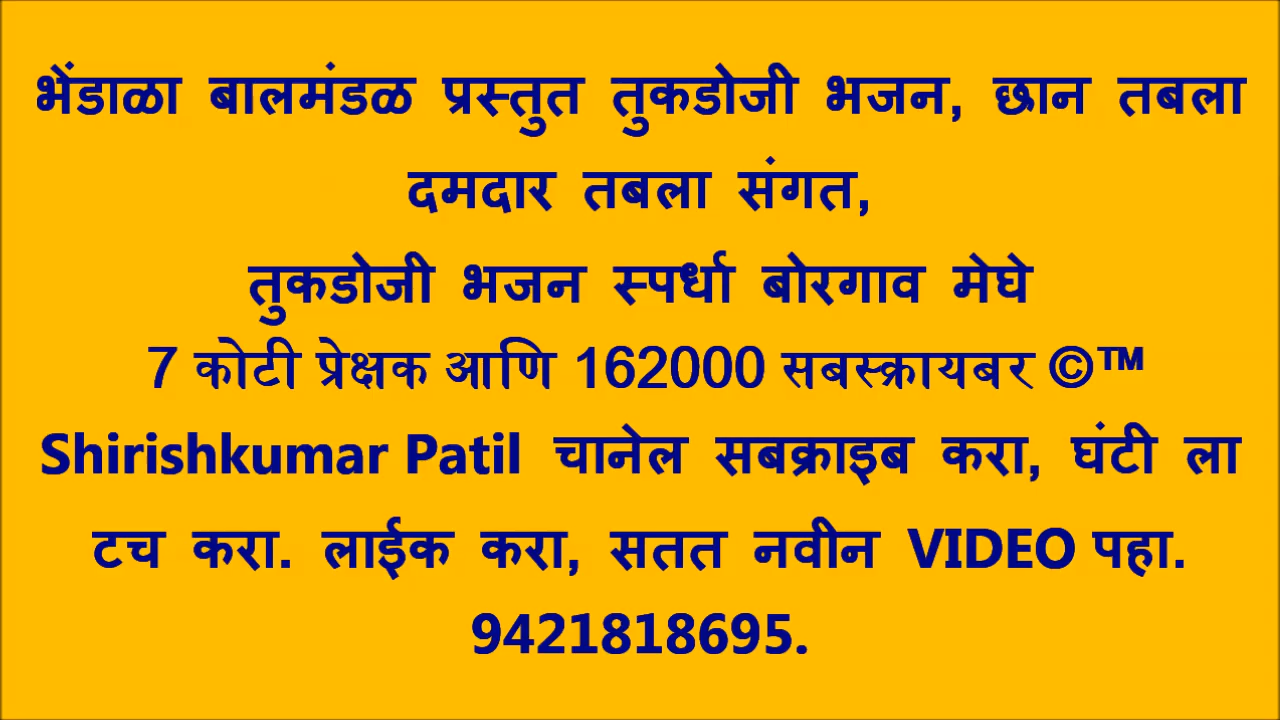 भेंडाळा बालमंडळ प्रस्तुत तुकडोजी भजन, छान तबला
दमदार तबला संगत,
तुकडोजी भजन स्पर्धा बोरगाव मेघे
7 कोटी प्रेक्षक आणि 162000 सबस्क्रायबर ©™
Shirishkumar Patil चानेल सबक्राइब करा, घंटी ला
टच करा. लाईक करा, सतत नवीन VIDEO पहा.
9421818695.